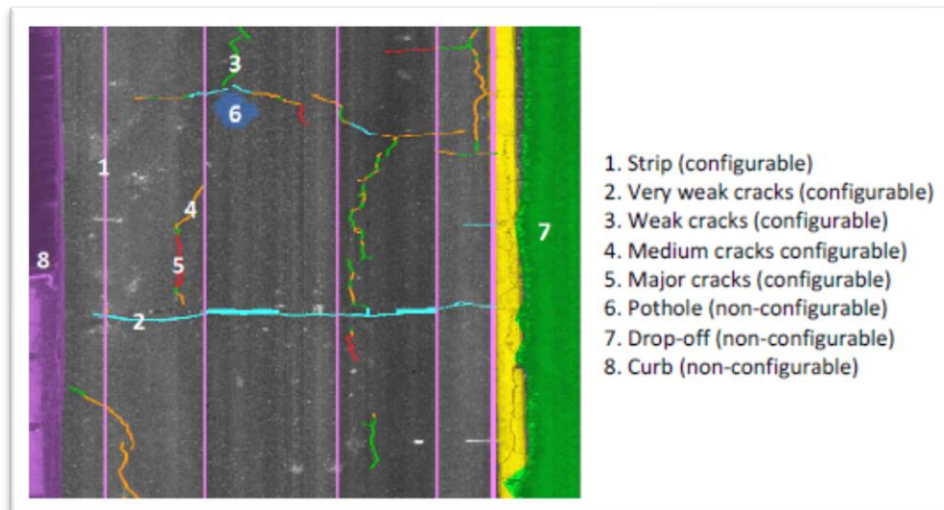 3
6
1
4
7
8
5
2
1. Strip (configurable)
2. Very weak cracks (configurable)
3. Weak cracks (configurable)
4. Medium cracks configurable)
5. Major cracks (configurable)
6. Pothole (non-configurable)
7. Drop-off (non-configurable)
8. Curb (non-configurable)